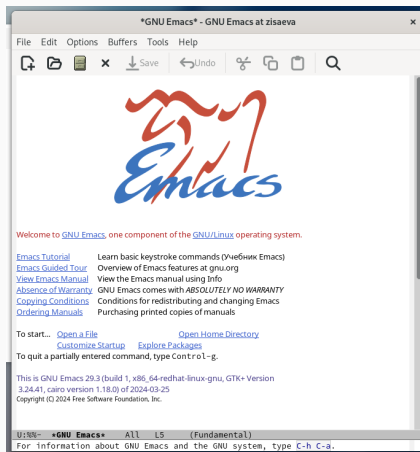 *GNU Emacs* - GNU Emacs at zisaeva
File Edit Options Buffers Tools Help
Save Undo
Emacs
Welcome to GNU Emacs, one component of the GNU/Linux operating system.
Emacs Tutorial Learn basic keystroke commands (Учебник Emacs)
Emacs Guided Tour Overview of Emacs features at gnu.org
View Emacs Manual View the Emacs manual using Info
Absence of Warranty GNU Emacs comes with ABSOLUTELY NO WARRANTY
Copying Conditions Conditions for redistributing and changing Emacs
Ordering Manuals Purchasing printed copies of manuals
To start... Open a File Open Home Directory
Customize Startup Explore Packages
To quit a partially entered command, type Control-g.
This is GNU Emacs 29.3 (build 1, x86_64-redhat-linux-gnu, GTK+ Version
3.24.41, cairo version 1.18.0) of 2024-03-25
Copyright (C) 2024 Free Software Foundation, Inc.
U:%%- *GNU Emacs* All L5 (Fundamental)
For information about GNU Emacs and the GNU system, type C-h C-a.